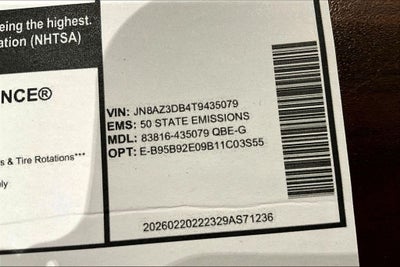 eing the highest.
ation (NHTSA)
NCE®
s & Tire Rotations***
ly
VIN: JN8AZ3DB4T9435079
EMS: 50 STATE EMISSIONS
MDL: 83816-435079 QBE-G
OPT: E-B95B92E09B11C03S55
20260220222329AS71236